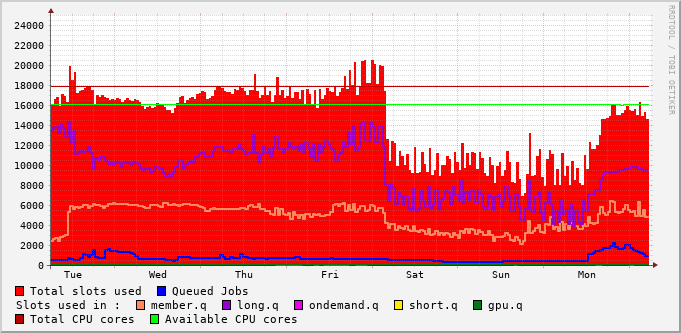 24000
22000
20000
18000
16000
14000
12000
10000
8000
6000
4000
2000
0
Tue Wed Thu Fri Sat Sun Mon
Total slots used Queued Jobs
Slots used in : member.q long.q ondemand.q short.q gpu.q
Total CPU cores Available CPU cores
RRDTOOL / TOBI OETIKER